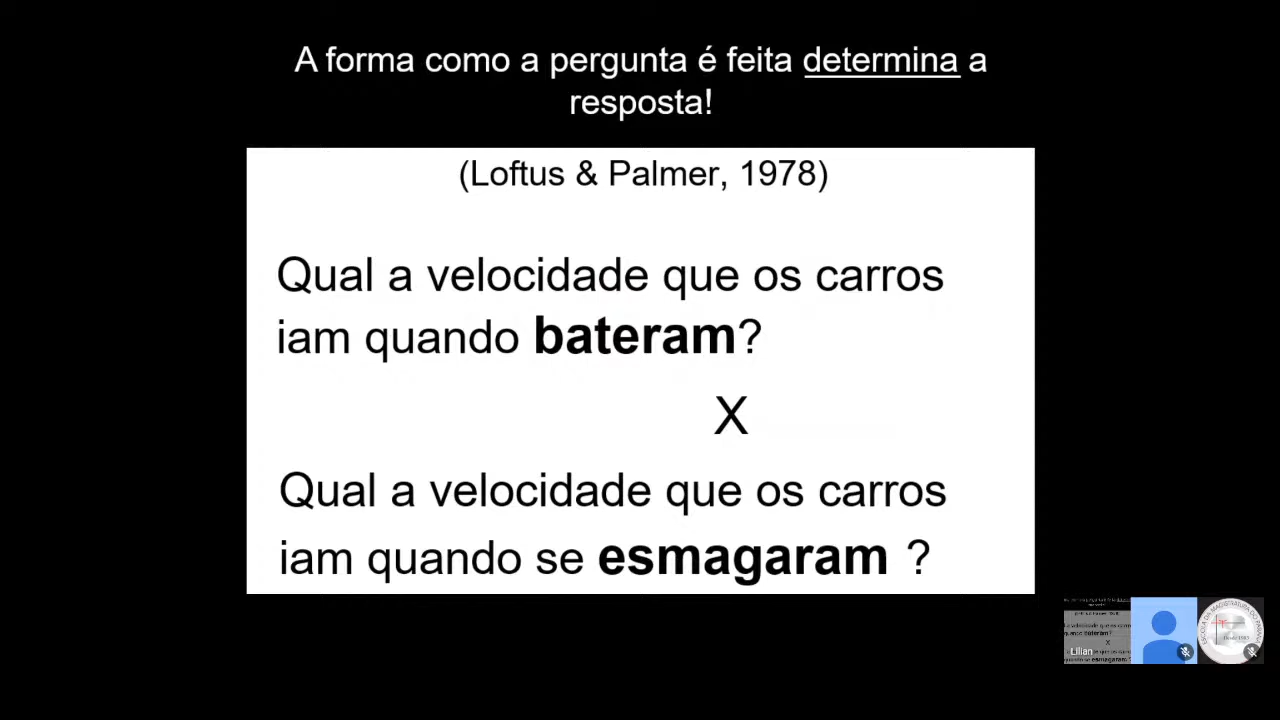 A forma como a pergunta é feita determina a
resposta!
(Loftus & Palmer, 1978)
Qual a velocidade que os carros
iam quando bateram?
X
Qual a velocidade que os carros
iam quando se esmagaram ?
Lilian